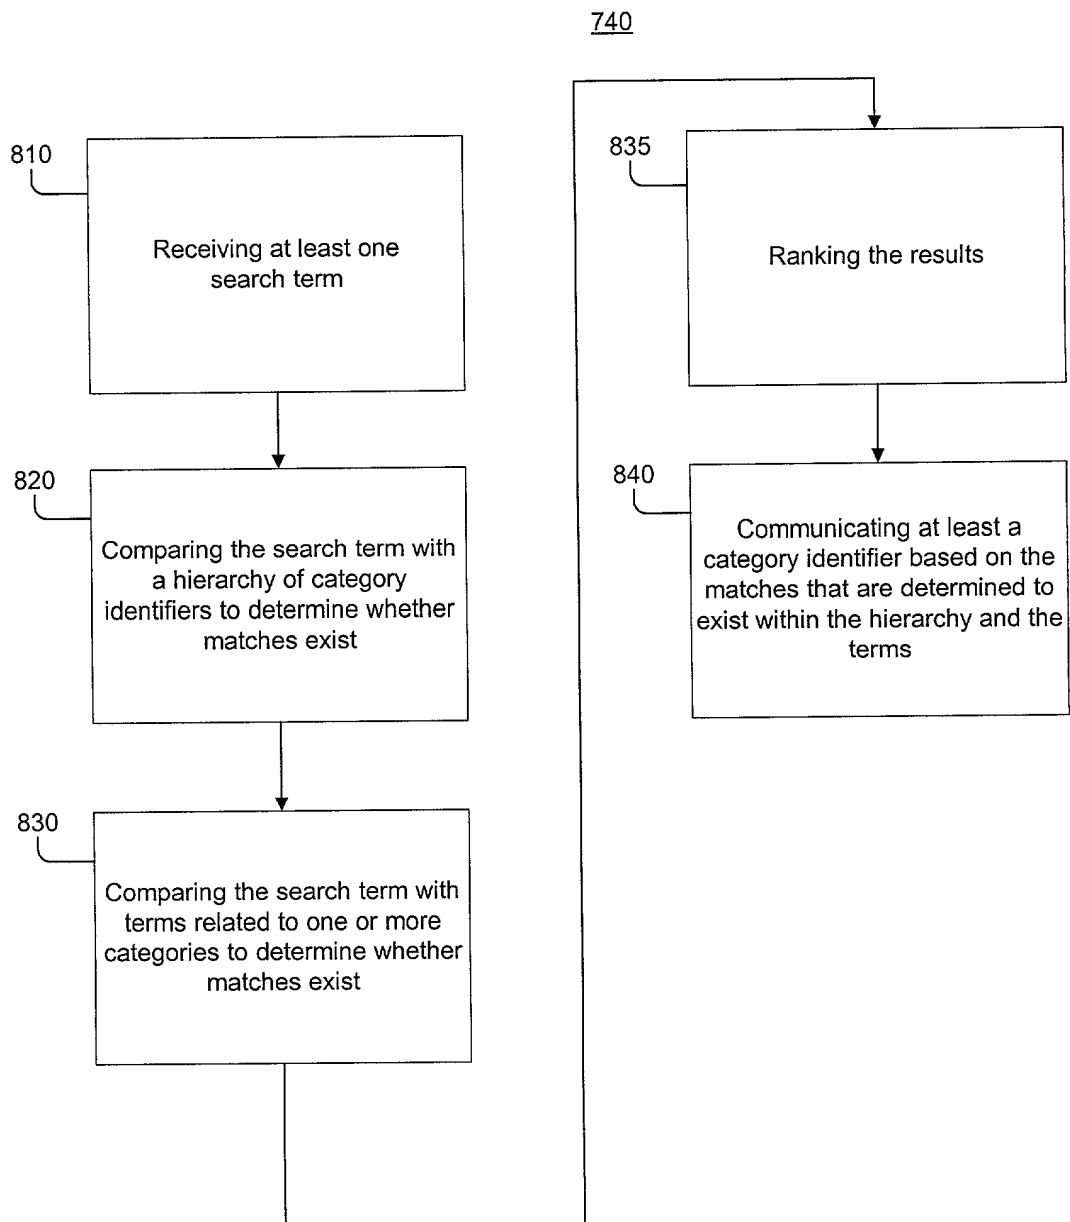 740
810
Receiving at least one
search term
820
Comparing the search term with
a hierarchy of category
identifiers to determine whether
matches exist
830
Comparing the search term with
terms related to one or more
categories to determine whether
matches exist
835
Ranking the results
840
Communicating at least a
category identifier based on the
matches that are determined to
exist within the hierarchy and the
terms